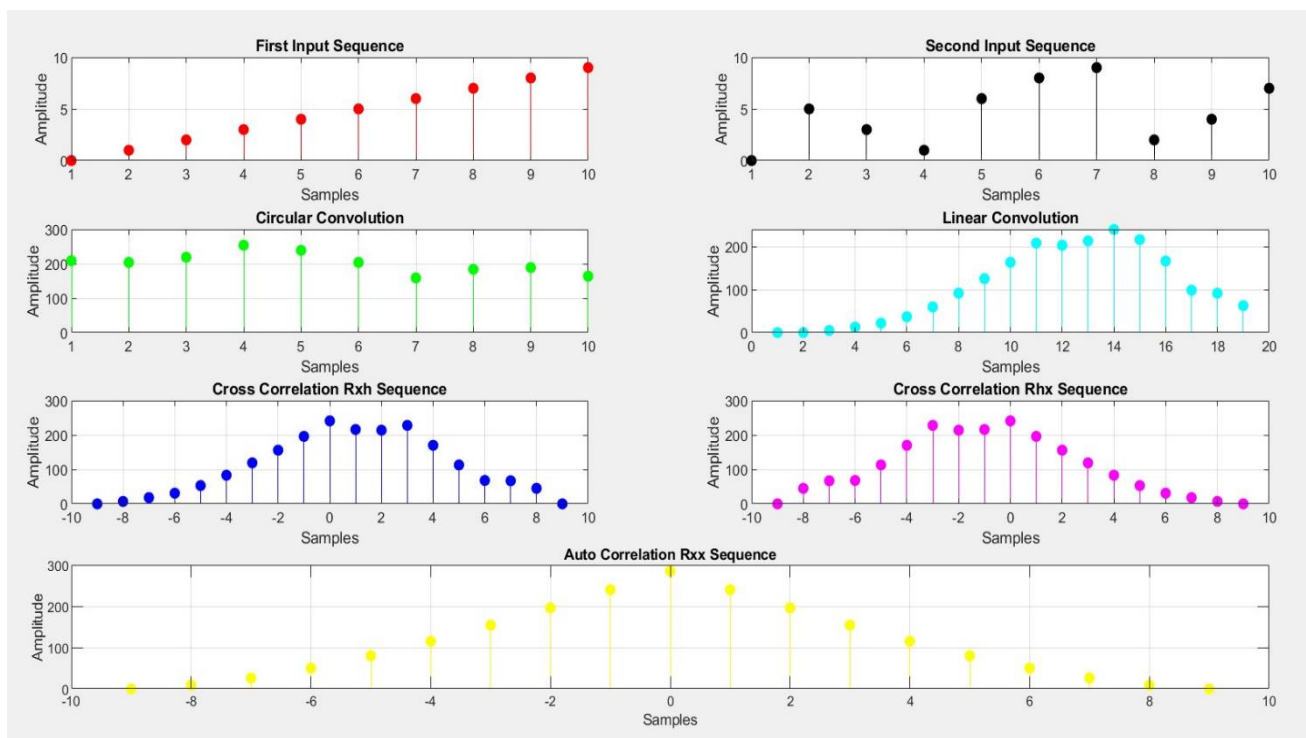 First Input Sequence
10
5
0
Amplitude
1 2 3 4 5 6 7 8 9 10
Samples
Second Input Sequence
10
5
0
Amplitude
1 2 3 4 5 6 7 8 9 10
Samples
Circular Convolution
300
200
100
0
Amplitude
1 2 3 4 5 6 7 8 9 10
Samples
Linear Convolution
200
100
0
Amplitude
0 2 4 6 8 10 12 14 16 18 20
Samples
Cross Correlation Rxh Sequence
300
200
100
0
Amplitude
-10 -8 -6 -4 -2 0 2 4 6 8 10
Samples
Cross Correlation Rhx Sequence
300
200
100
0
Amplitude
-10 -8 -6 -4 -2 0 2 4 6 8 10
Samples
Auto Correlation Rxx Sequence
300
200
100
0
Amplitude
-10 -8 -6 -4 -2 0 2 4 6 8 10
Samples